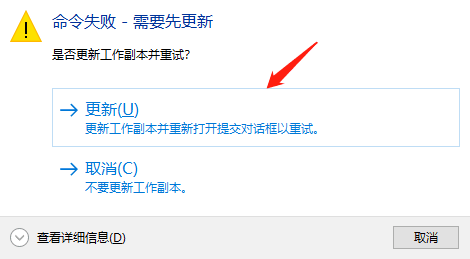 命令失败 - 需要先更新
是否更新工作副本并重试?
更新(U)
更新工作副本并重新打开提交对话框以重试。
取消(C)
不要更新工作副本。
查看详细信息(D)
取消